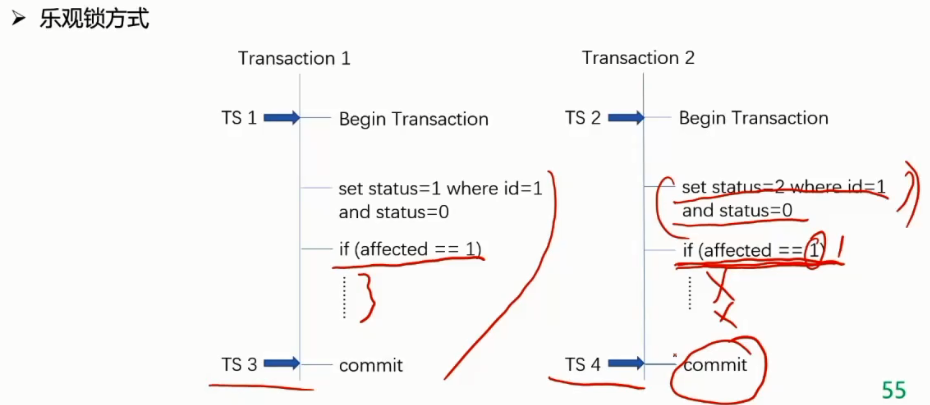 ➢ 乐观锁方式
Transaction 1
TS 1
Begin Transaction
set status=1 where id=1
and status=0
if (affected == 1)
TS 3
commit
Transaction 2
TS 2
Begin Transaction
set status=2 where id=1
and status=0
if (affected == 1) 1
TS 4
commit
55